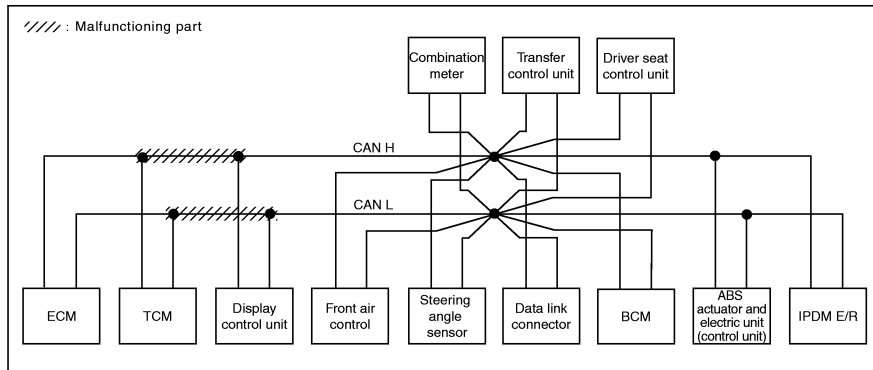 : Malfunctioning part
Combination
meter
Transfer
control unit
Driver seat
control unit
CAN H
CAN L
ECM
TCM
Display
control unit
Front air
control
Steering
angle
sensor
Data link
connector
BCM
ABS
actuator and
electric unit
(control unit)
IPDM E/R